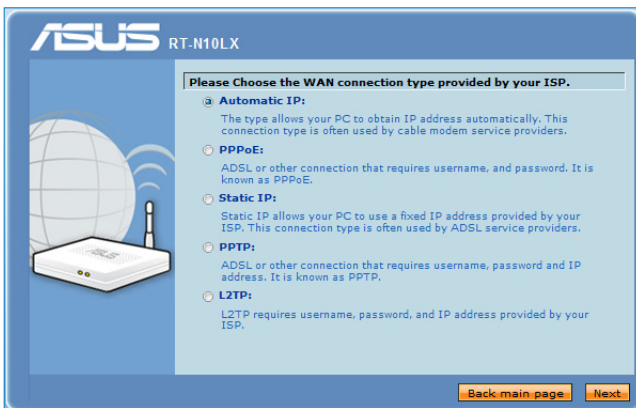 ASUS RT-N10LX
Please Choose the WAN connection type provided by your ISP.
Automatic IP:
The type allows your PC to obtain IP address automatically. This
connection type is often used by cable modem service providers.
PPPoE:
ADSL or other connection that requires username, and password. It is
known as PPPoE.
Static IP:
Static IP allows your PC to use a fixed IP address provided by your
ISP. This connection type is often used by ADSL service providers.
PPTP:
ADSL or other connection that requires username, password and IP
address. It is known as PPTP.
L2TP:
L2TP requires username, password, and IP address provided by your
ISP.
ASUS
Back main page Next